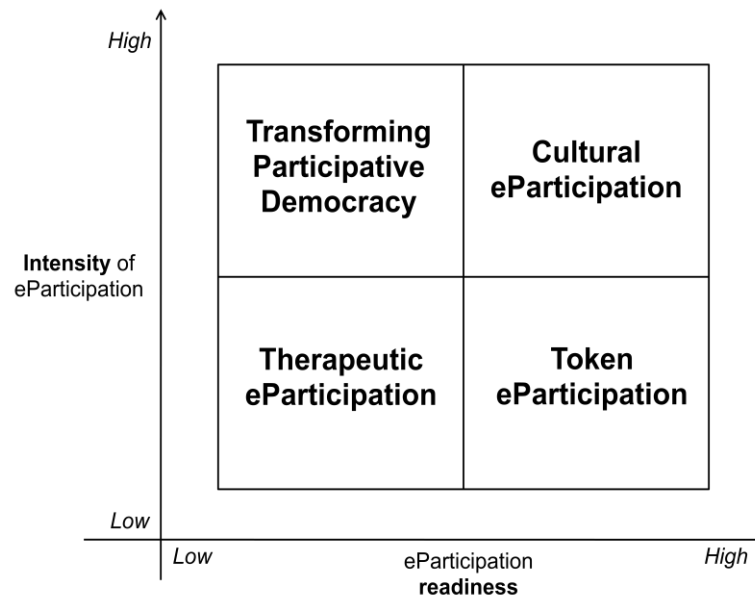 High
Transforming
Participative
Democracy
Cultural
eParticipation
Intensity of
eParticipation
Therapeutic
eParticipation
Token
eParticipation
Low
Low
eParticipation
readiness
High